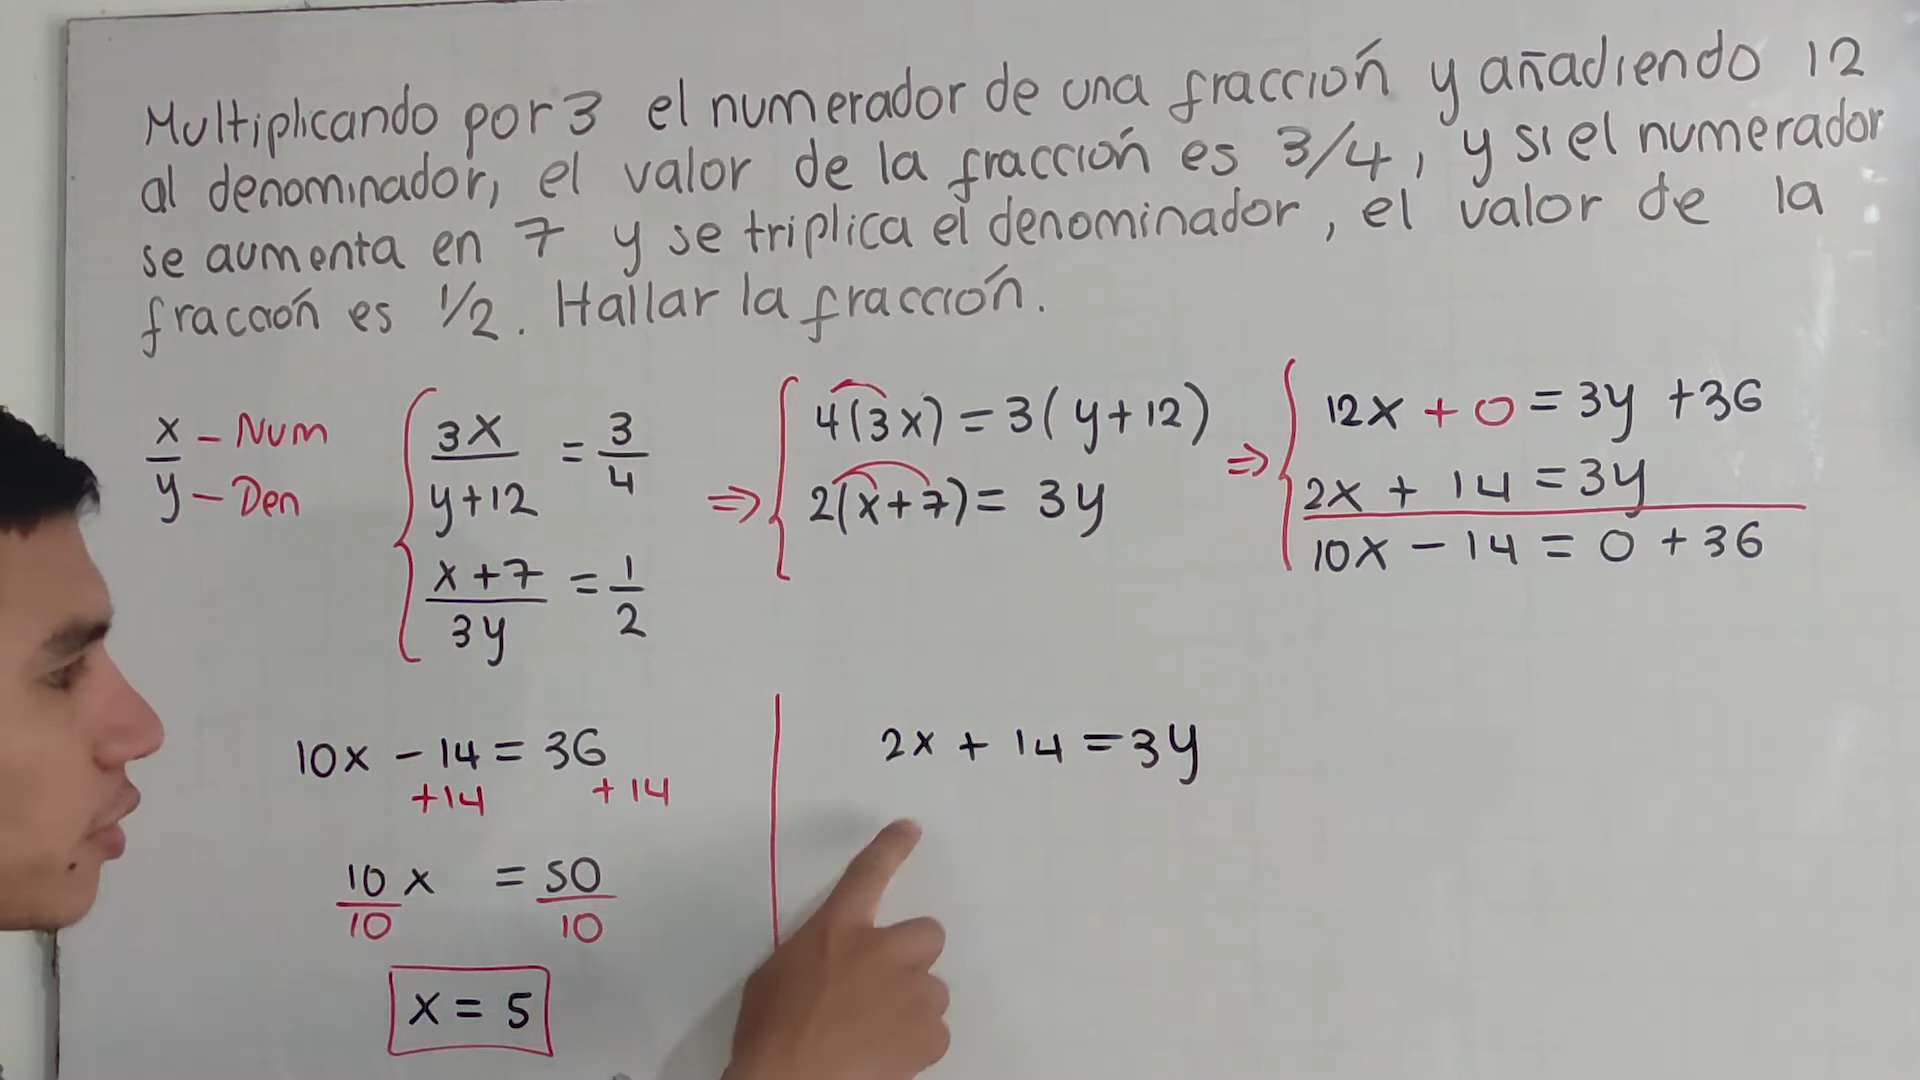 Multiplicando por 3 el numerador de una fracción y añadiendo 12
al denominador, el valor de la fracción es 3/4, y si el numerador
se aumenta en 7 y se triplica el denominador, el valor de la
fracción es 1/2. Hallar la fracción.
x/y
x - Num
y - Den
3x/(y+12) = 3/4
(x+7)/3y = 1/2
⇒ 4(3x) = 3(y+12)
2(x+7) = 3y
⇒ 12x + 0 = 3y + 36
2x + 14 = 3y
10x - 14 = 0 + 36
10x - 14 = 36
+14 +14
10/10 x = 50/10
x = 5
2x + 14 = 3y